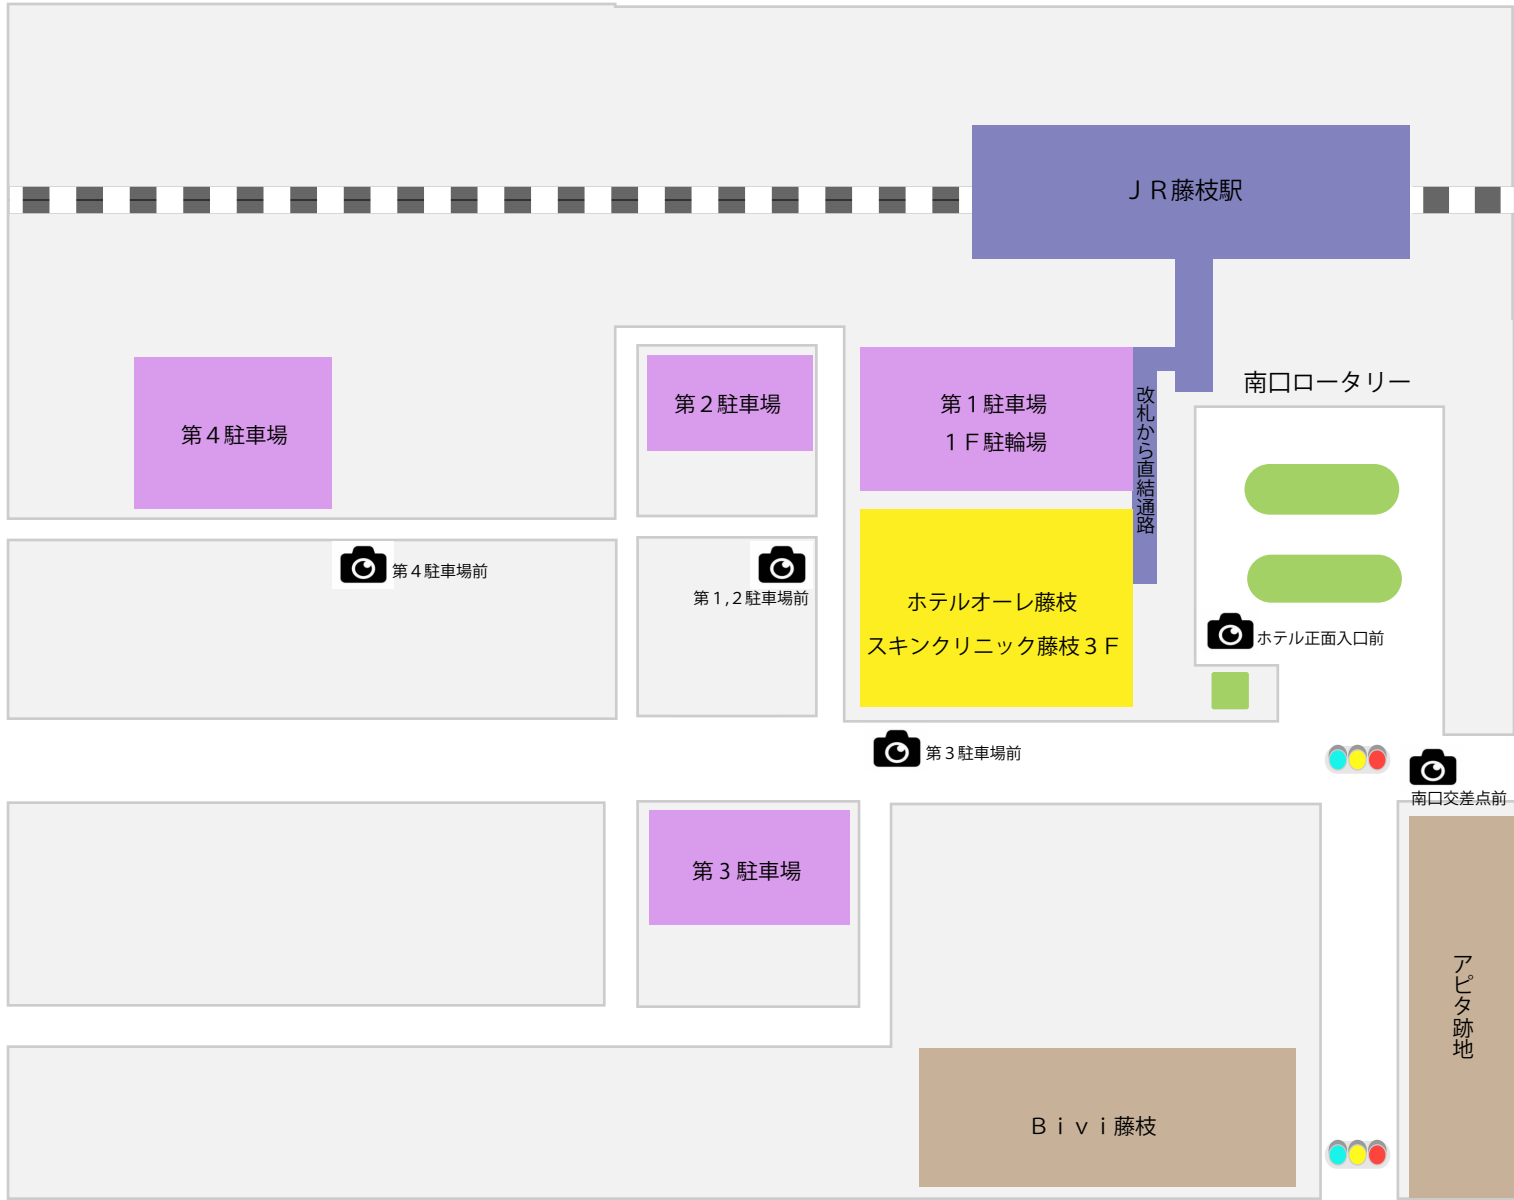 ＪＲ藤枝駅
南口ロータリー
第４駐車場
第２駐車場
第１駐車場
１Ｆ駐輪場
改札から直結通路
第４駐車場前
第１,２駐車場前
ホテルオーレ藤枝
スキンクリニック藤枝３Ｆ
ホテル正面入口前
第３駐車場前
南口交差点前
第３駐車場
アピタ跡地
Ｂｉｖｉ藤枝